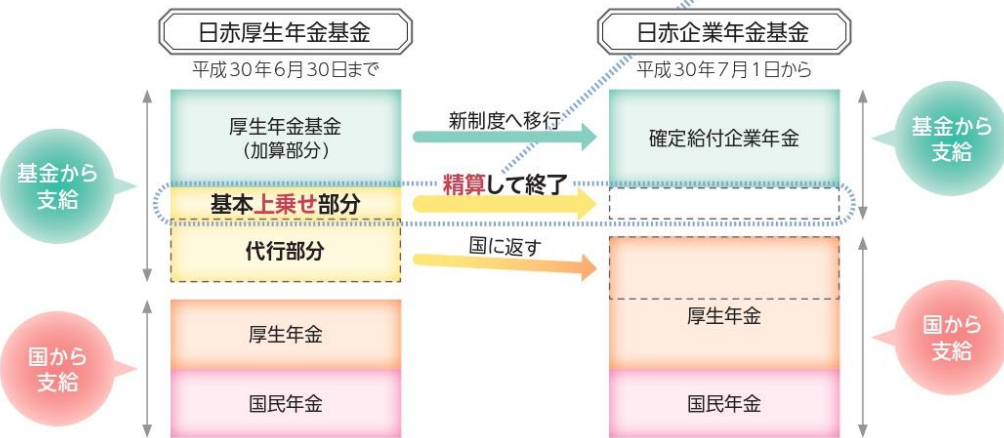 日赤厚生年金基金
平成30年6月30日まで
日赤企業年金基金
平成30年7月1日から
基金から
支給
厚生年金基金
(加算部分)
新制度へ移行
確定給付企業年金
基金から
支給
基本上乗せ部分
精算して終了
代行部分
国に返す
国から
支給
厚生年金
国民年金
厚生年金
国民年金
国から
支給